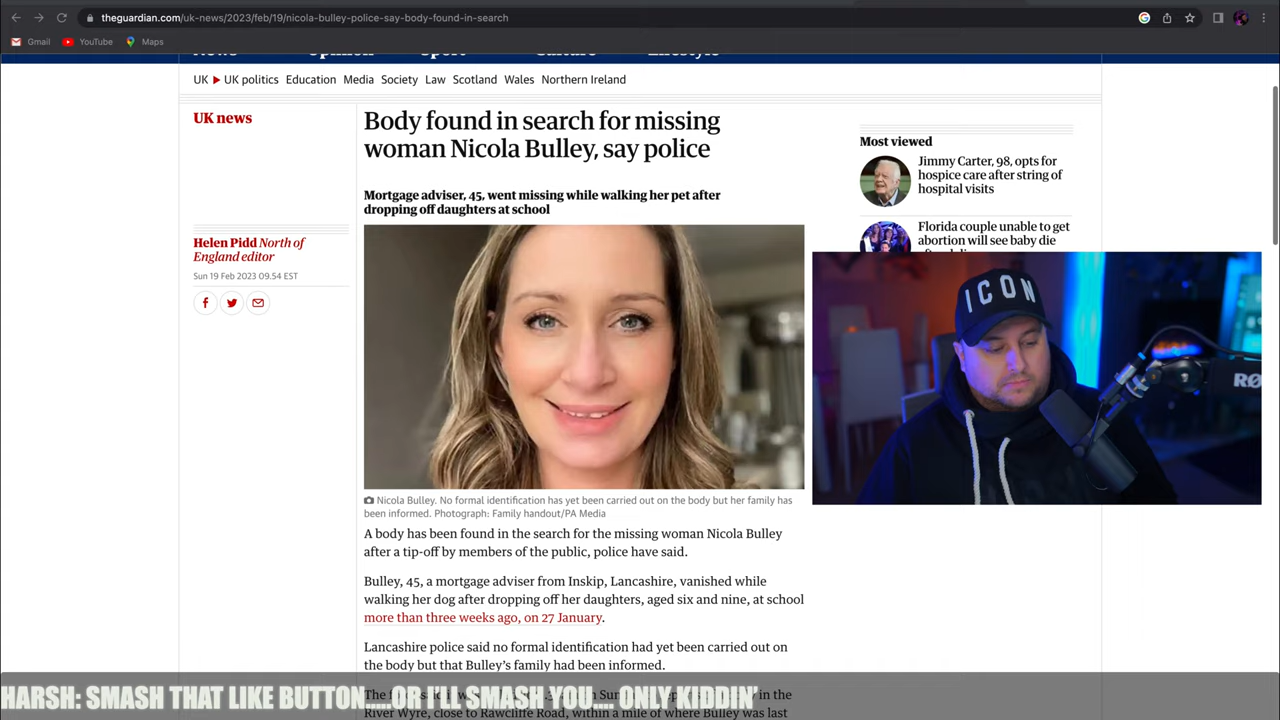 theguardian.com/uk-news/2023/feb/19/nicola-bulley-police-say-body-found-in-search
Gmail YouTube Maps
News Opinion Sport Culture Lifestyle
UK UK politics Education Media Society Law Scotland Wales Northern Ireland
UK news
Body found in search for missing
woman Nicola Bulley, say police
Mortgage adviser, 45, went missing while walking her pet after
dropping off daughters at school
Helen Pidd North of
England editor
Sun 19 Feb 2023 09.54 EST
Nicola Bulley. No formal identification has yet been carried out on the body but her family has
been informed. Photograph: Family handout/PA Media
A body has been found in the search for the missing woman Nicola Bulley
after a tip-off by members of the public, police have said.
Bulley, 45, a mortgage adviser from Inskip, Lancashire, vanished while
walking her dog after dropping off her daughters, aged six and nine, at school
more than three weeks ago, on 27 January.
Lancashire police said no formal identification had yet been carried out on
the body but that Bulley's family had been informed.
The
in the
River Wyre, close to Rawcliffe Road, within a mile of where Bulley was last
Most viewed
Jimmy Carter, 98, opts for
hospice care after string of
hospital visits
Florida couple unable to get
abortion will see baby die
ICON
RØ
HARSH: SMASH THAT LIKE BUTTON.....OR I'LL SMASH YOU.... ONLY KIDDIN'